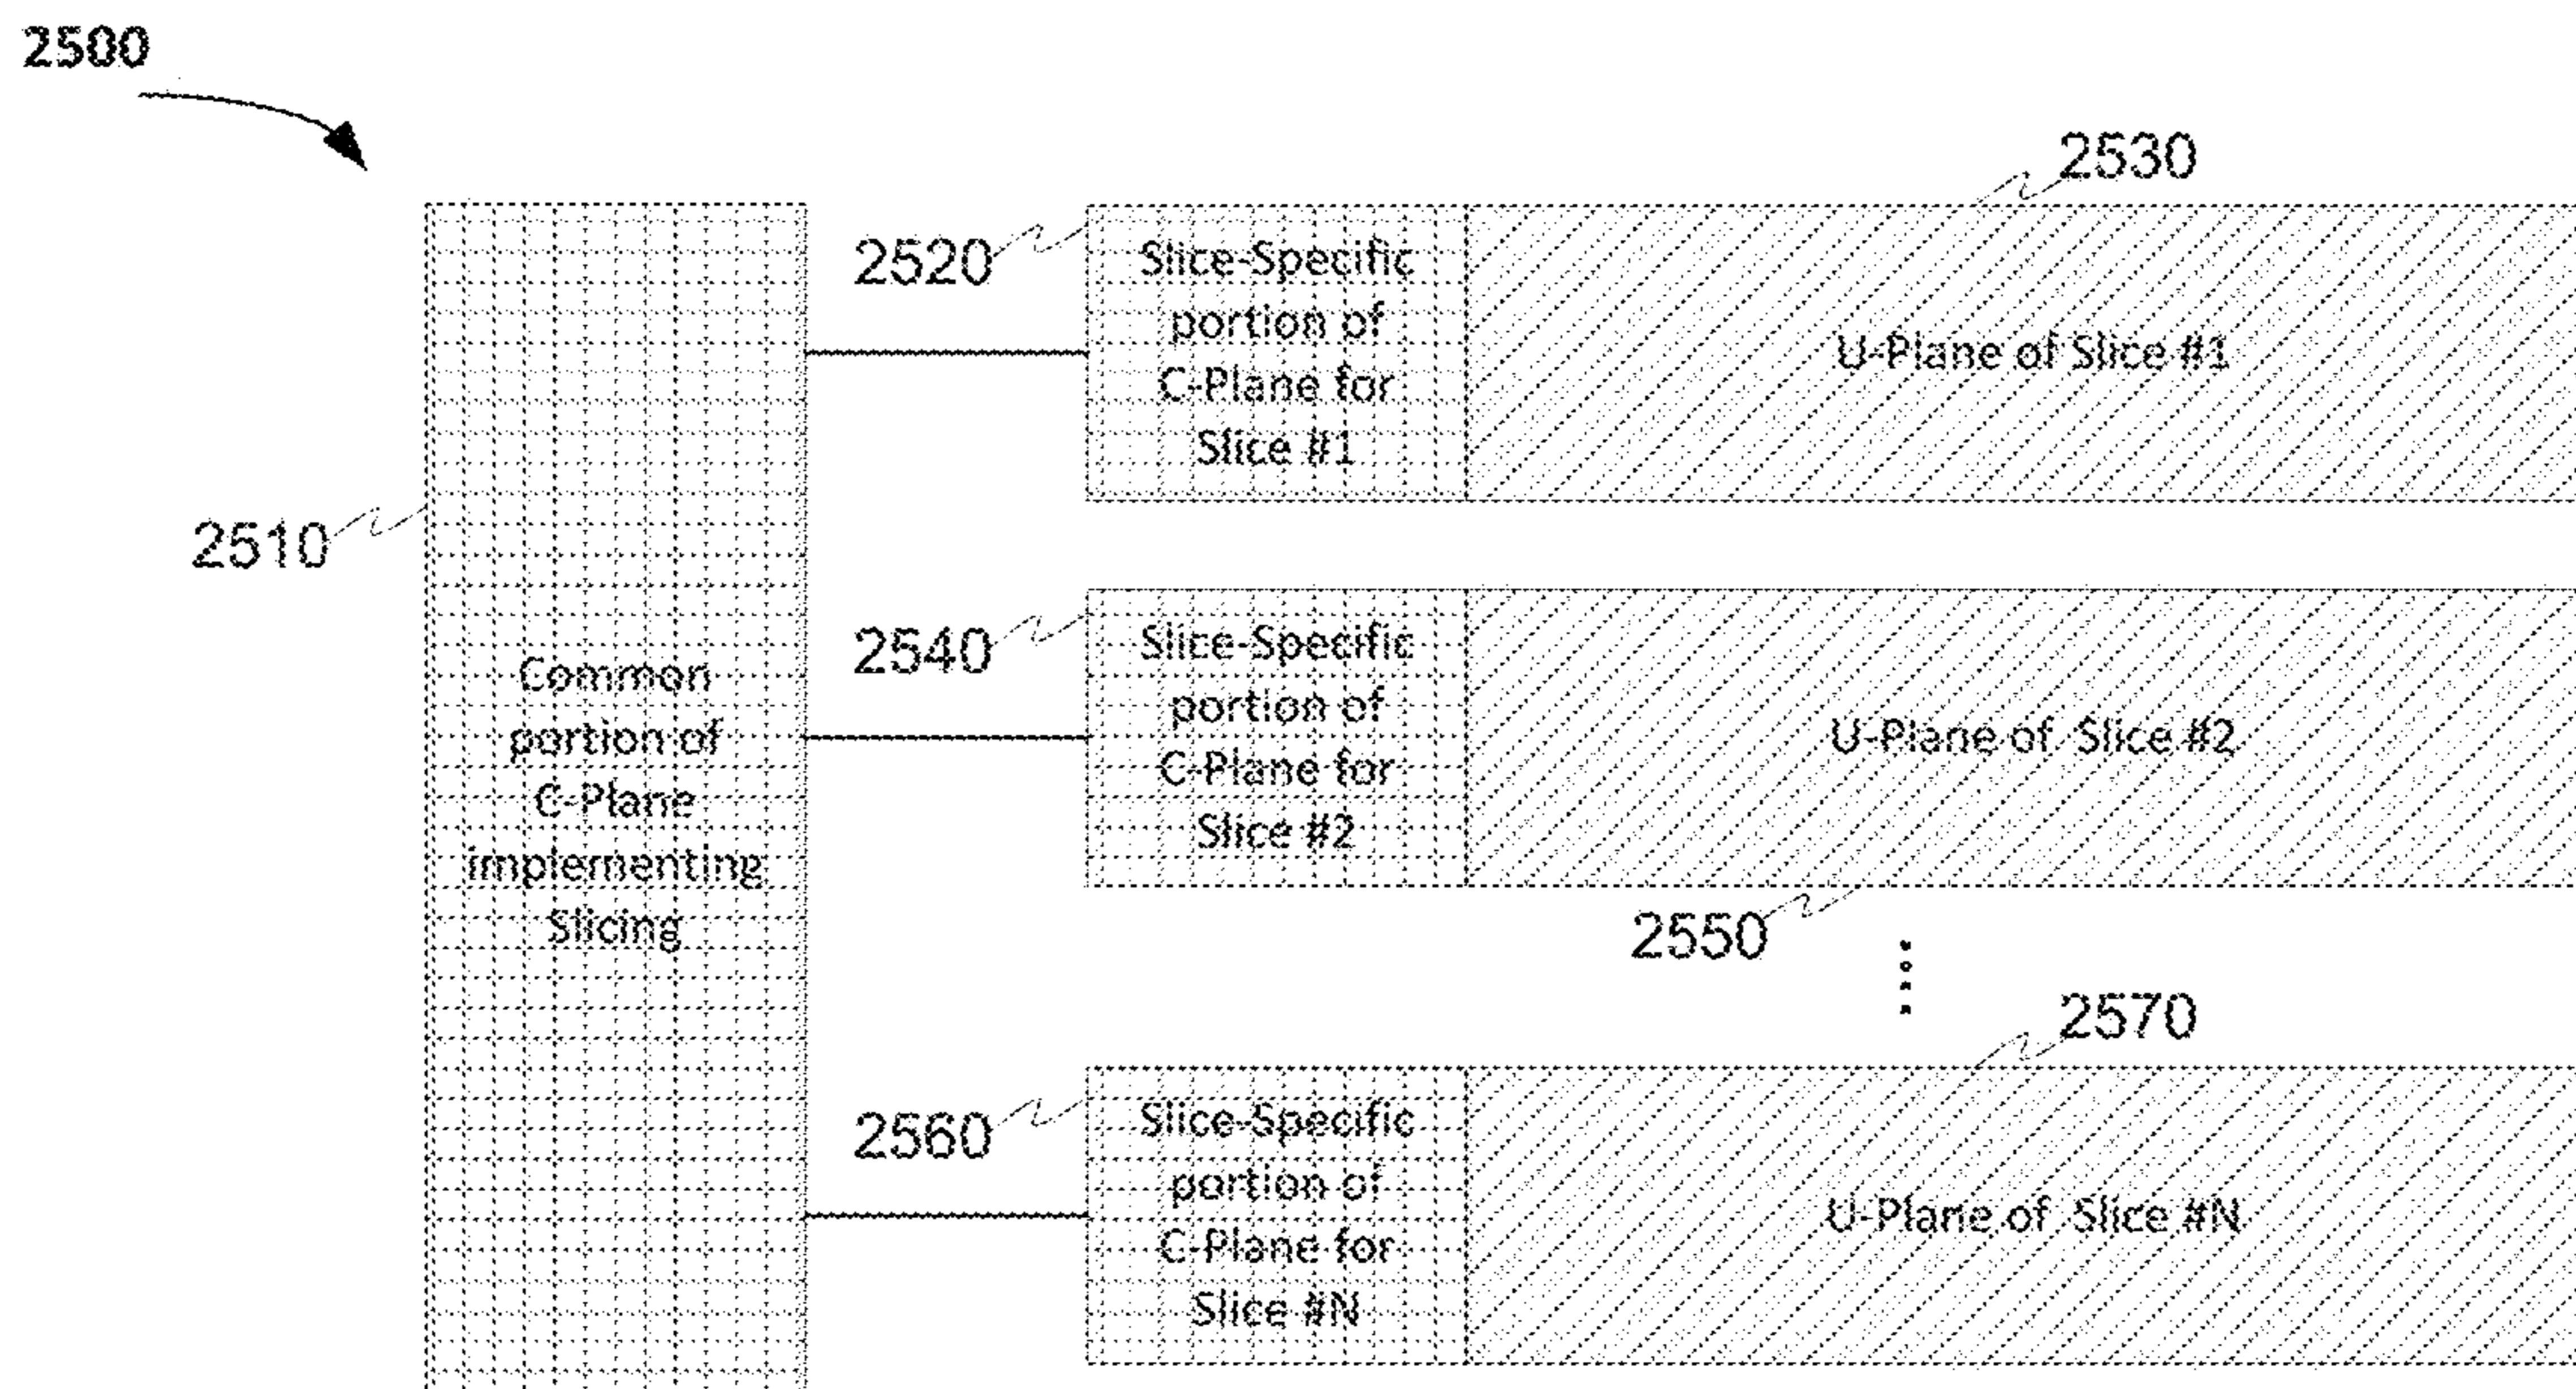 2500
2530
2520
Slice-Specific
portion of
C-Plane for
Slice #1
U-Plane of Slice #1
2510
2540
Slice-Specific
portion of
C-Plane for
Slice #2
U-Plane of Slice #2
Common
portion of
C-Plane
implementing
Slicing
2550
2570
2560
Slice-Specific
portion of
C-Plane for
Slice #N
U-Plane of Slice #N